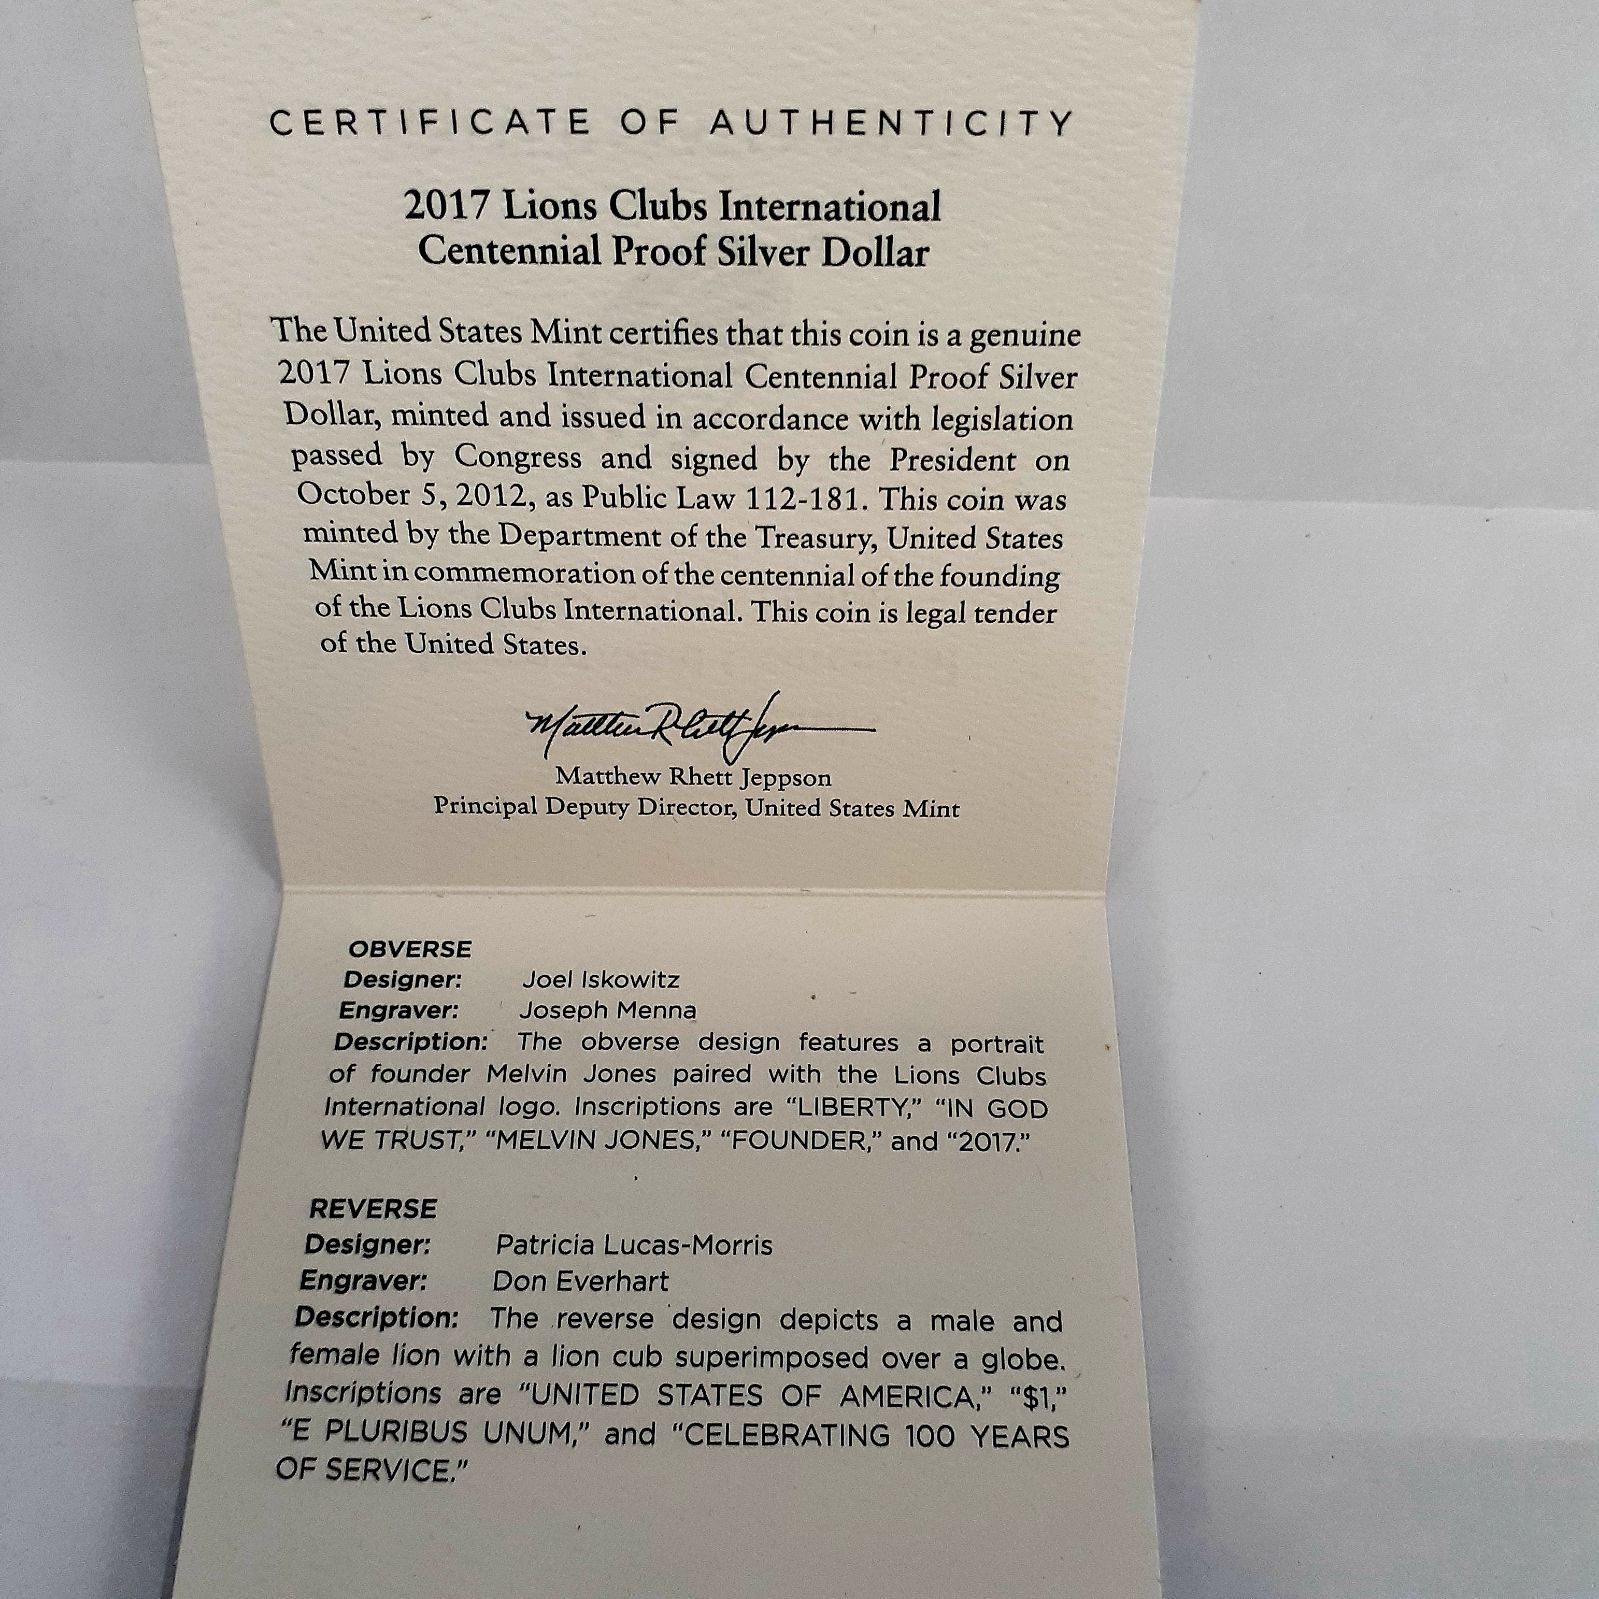 CERTIFICATE OF AUTHENTICITY
2017 Lions Clubs International
Centennial Proof Silver Dollar
The United States Mint certifies that this coin is a genuine
2017 Lions Clubs International Centennial Proof Silver
Dollar, minted and issued in accordance with legislation
passed by Congress and signed by the President on
October 5, 2012, as Public Law 112-181. This coin was
minted by the Department of the Treasury, United States
Mint in commemoration of the centennial of the founding
of the Lions Clubs International. This coin is legal tender
of the United States.
Matthew Rhett Jepp
Matthew Rhett Jeppson
Principal Deputy Director, United States Mint
OBVERSE
Designer: Joel Iskowitz
Engraver: Joseph Menna
Description: The obverse design features a portrait
of founder Melvin Jones paired with the Lions Clubs
International logo. Inscriptions are “LIBERTY,” “IN GOD
WE TRUST,” “MELVIN JONES,” “FOUNDER,” and “2017.”
REVERSE
Designer: Patricia Lucas-Morris
Engraver: Don Everhart
Description: The reverse design depicts a male and
female lion with a lion cub superimposed over a globe.
Inscriptions are “UNITED STATES OF AMERICA,” “$1,”
“E PLURIBUS UNUM,” and “CELEBRATING 100 YEARS
OF SERVICE.”